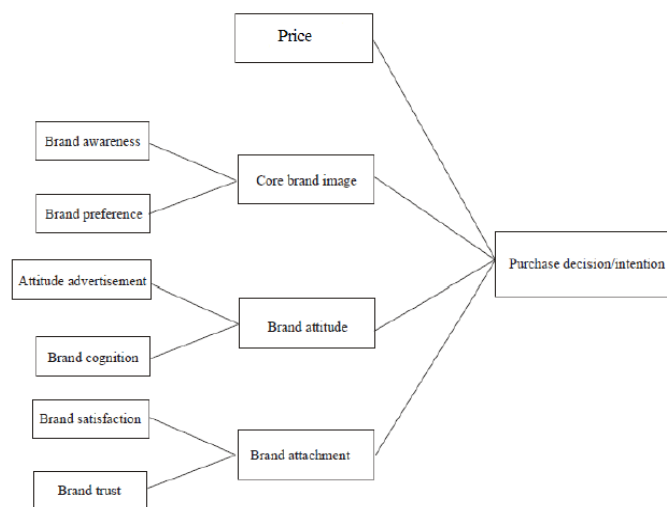 Price
Brand awareness
Core brand image
Brand preference
Purchase decision/intention
Attitude advertisement
Brand attitude
Brand cognition
Brand satisfaction
Brand attachment
Brand trust